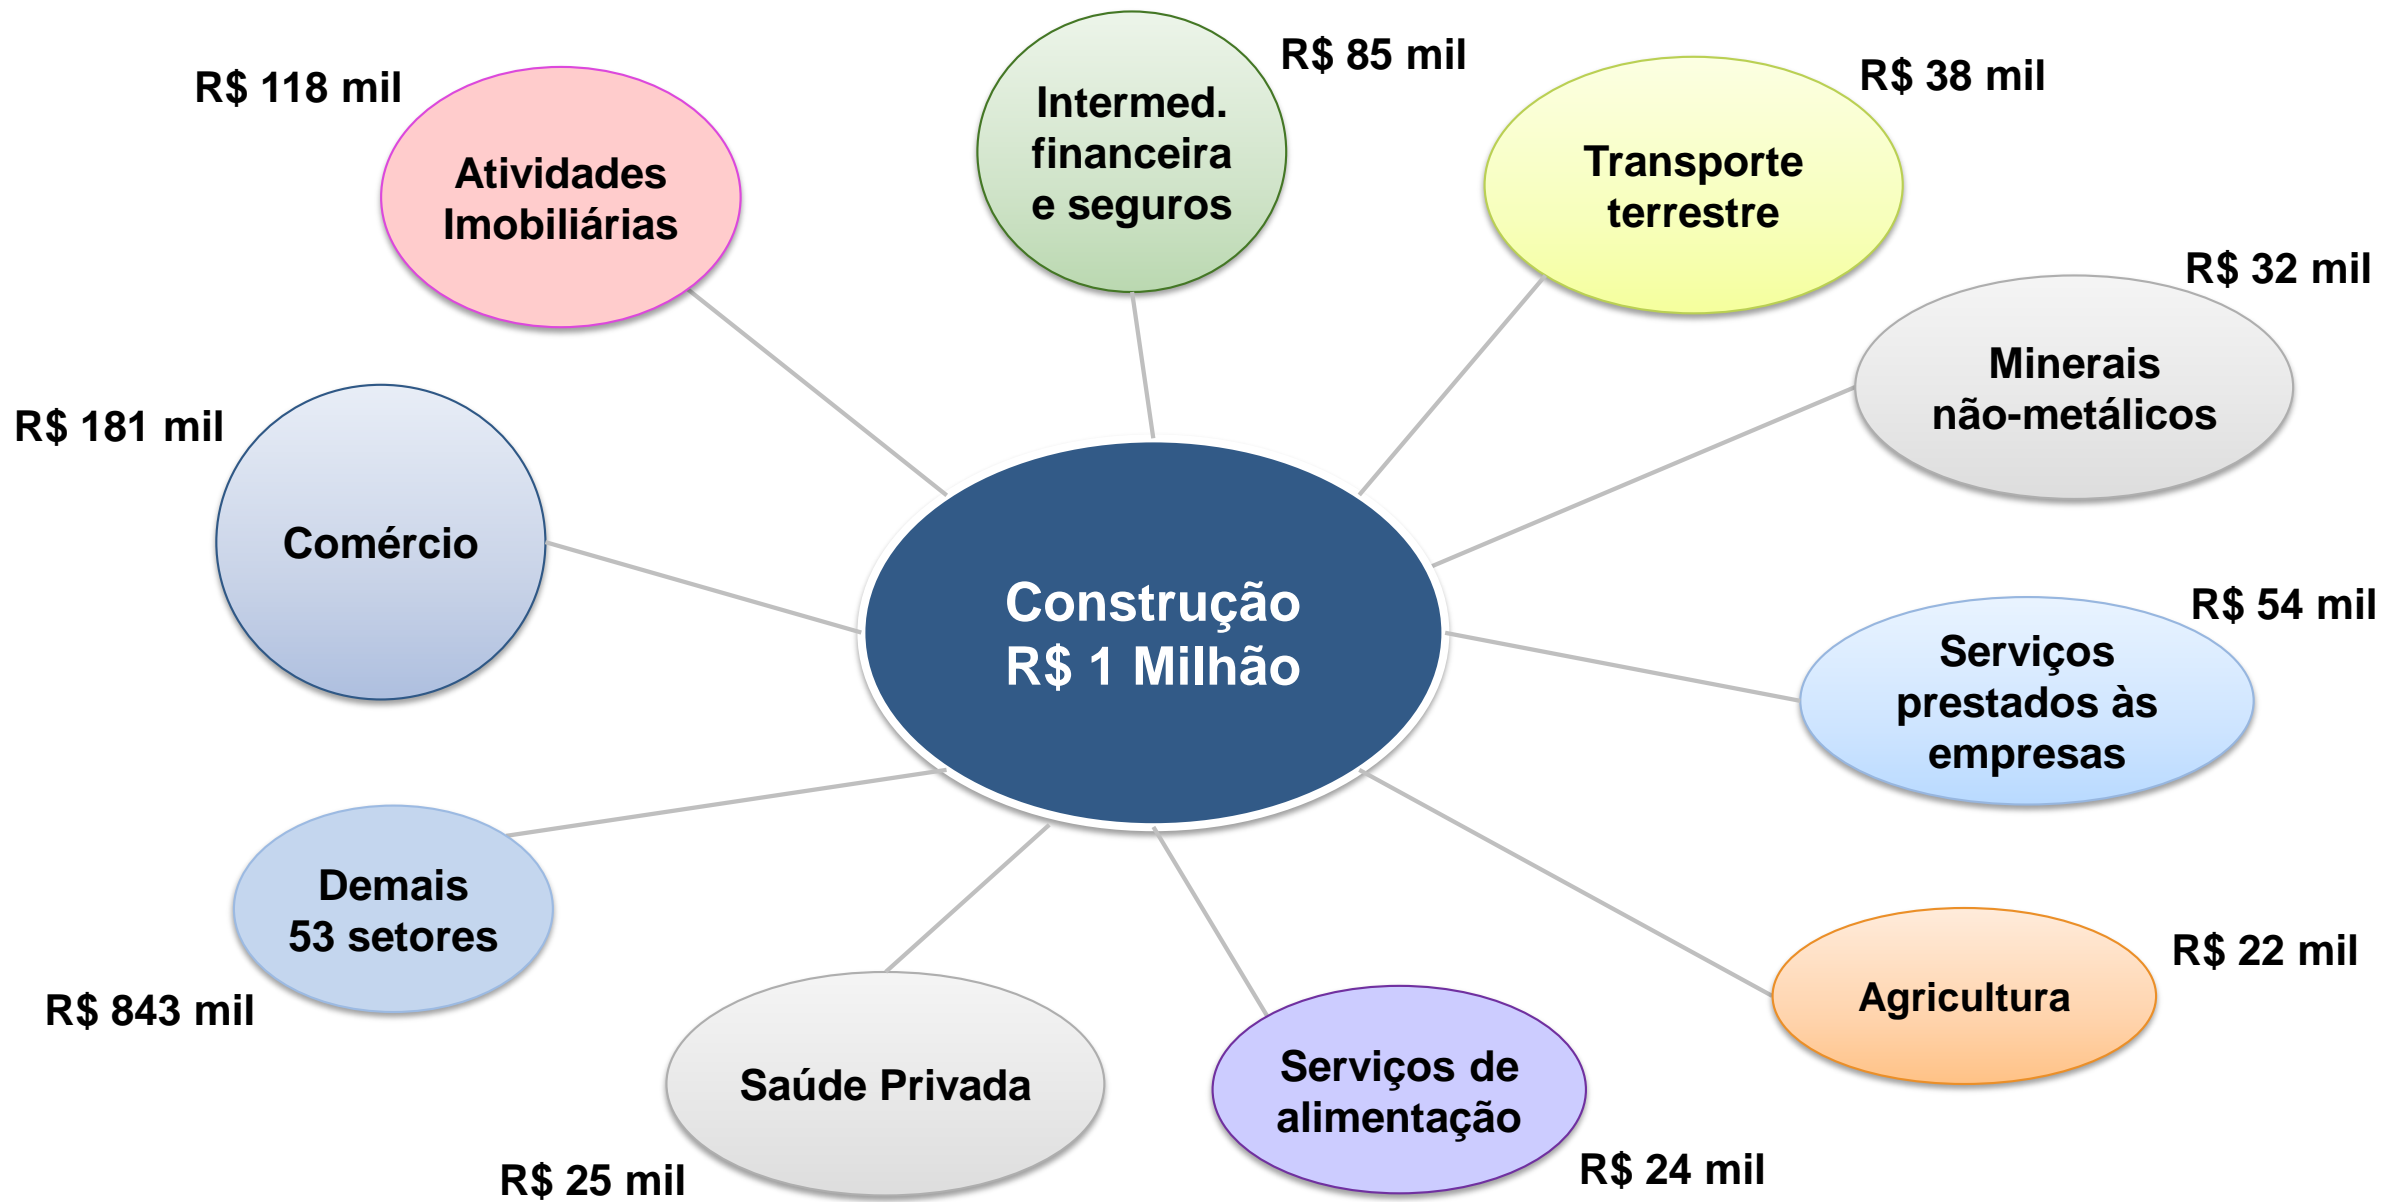 R$ 118 mil
Atividades
Imobiliárias
R$ 85 mil
Intermed.
financeira
e seguros
R$ 38 mil
Transporte
terrestre
R$ 32 mil
Minerais
não-metálicos
R$ 181 mil
Comércio
Construção
R$ 1 Milhão
R$ 54 mil
Serviços
prestados às
empresas
Demais
53 setores
R$ 843 mil
Saúde Privada
R$ 25 mil
Serviços de
alimentação
R$ 24 mil
Agricultura
R$ 22 mil